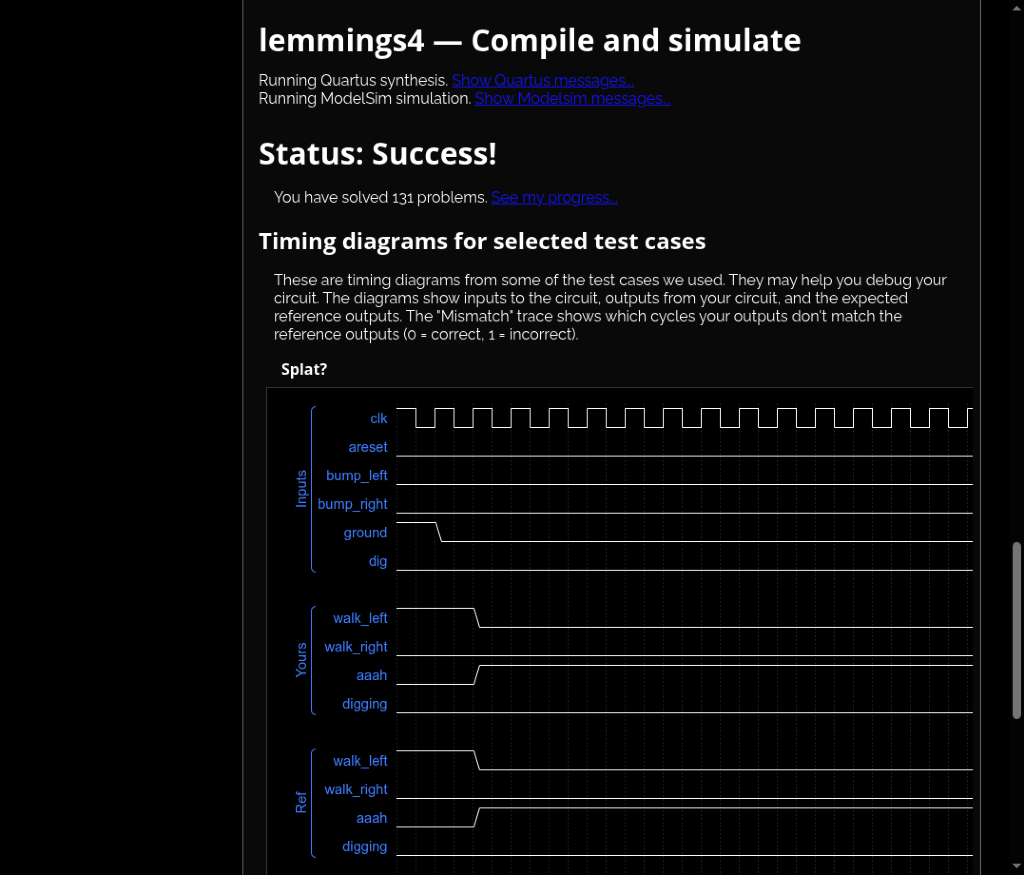 lemmings4 — Compile and simulate
Running Quartus synthesis. Show Quartus messages...
Running ModelSim simulation. Show Modelsim messages...
Status: Success!
You have solved 131 problems. See my progress...
Timing diagrams for selected test cases
These are timing diagrams from some of the test cases we used. They may help you debug your
circuit. The diagrams show inputs to the circuit, outputs from your circuit, and the expected
reference outputs. The "Mismatch" trace shows which cycles your outputs don't match the
reference outputs (0 = correct, 1 = incorrect).
Splat?
Inputs
clk
areset
bump_left
bump_right
ground
dig
Yours
walk_left
walk_right
aaah
digging
Ref
walk_left
walk_right
aaah
digging